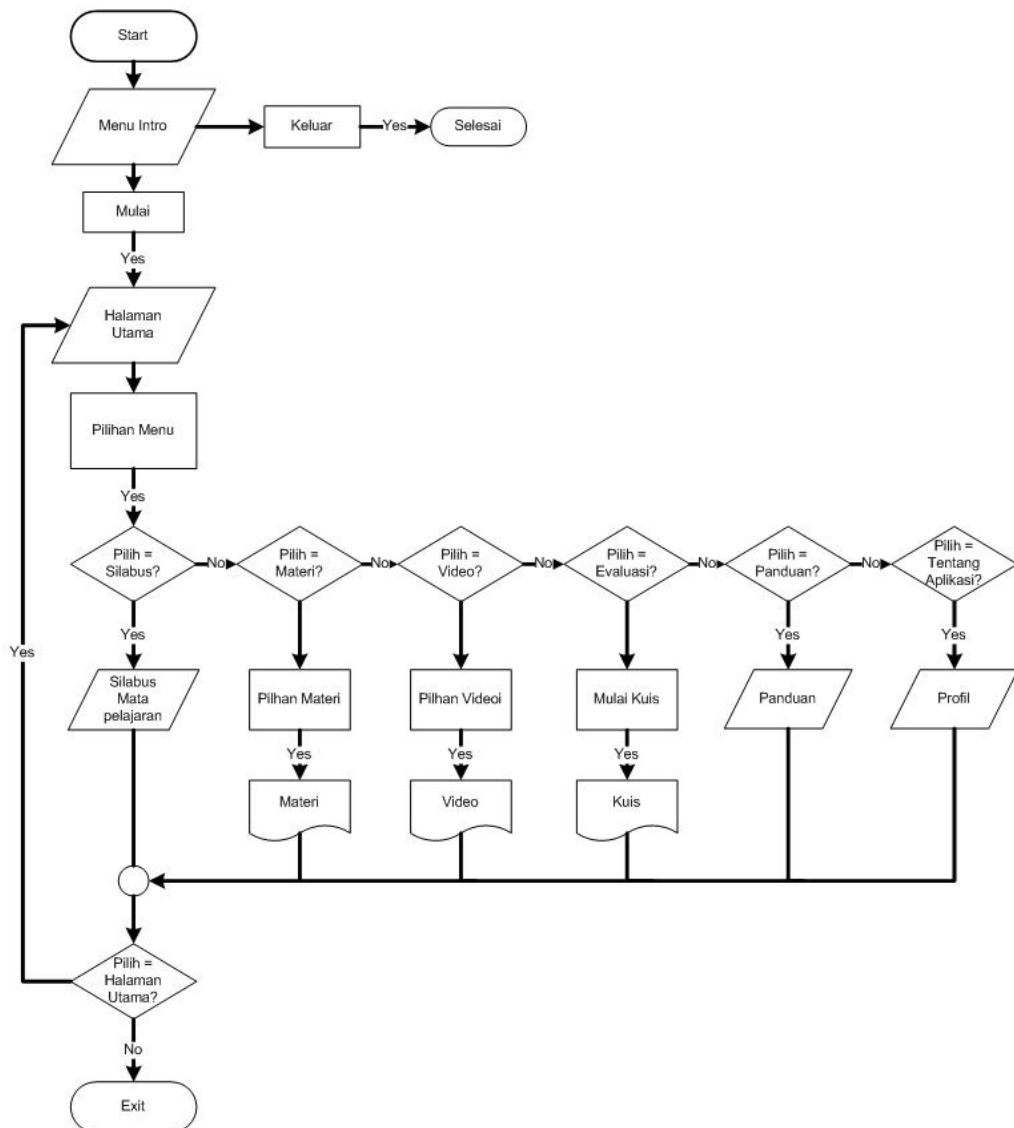 Start
Menu Intro
Keluar
Yes
Selesai
Mulai
Yes
Halaman
Utama
Pilihan Menu
Yes
Pilih =
Silabus?
No
Pilih =
Materi?
No
Pilih =
Video?
No
Pilih =
Evaluasi?
No
Pilih =
Panduan?
No
Pilih =
Tentang
Aplikasi?
Yes
Yes
Yes
Yes
Silabus
Mata
pelajaran
Pilhan Materi
Pilhan Videoi
Mulai Kuis
Panduan
Profil
Yes
Yes
Yes
Materi
Video
Kuis
Pilih =
Halaman
Utama?
No
Exit